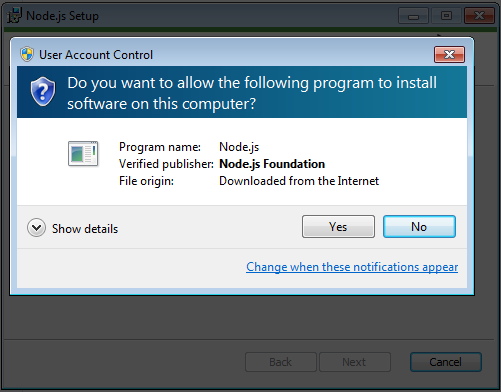 Node.js Setup
User Account Control
Do you want to allow the following program to install
software on this computer?
Program name: Node.js
Verified publisher: Node.js Foundation
File origin: Downloaded from the Internet
Show details
Yes
No
Change when these notifications appear
Back
Next
Cancel